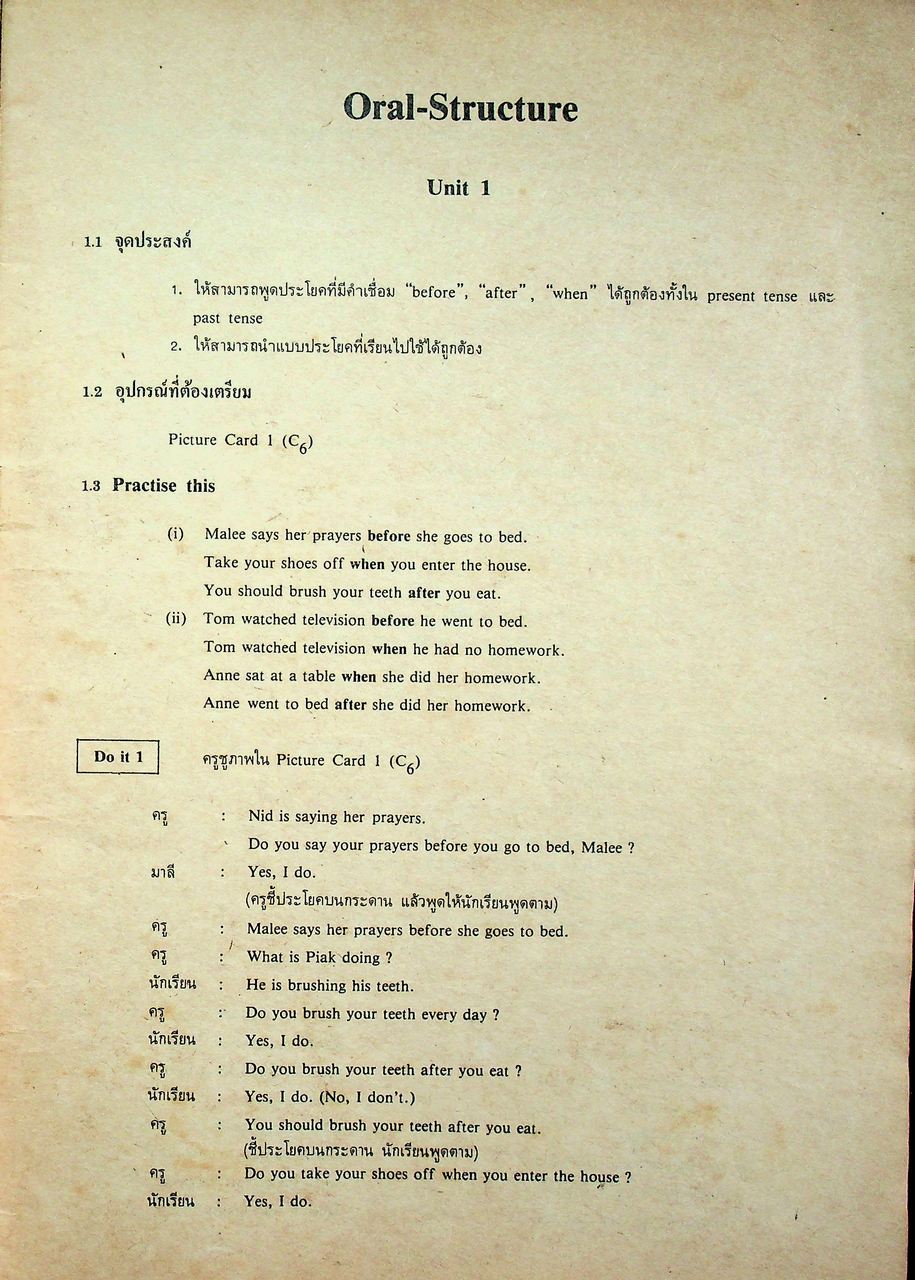 Oral-Structure
Unit 1
1.1 จุดประสงค์
1. ให้สามารถพูดประโยคที่มีคำเชื่อม “before”, “after”, “when” ได้ถูกต้องทั้งใน present tense และ
past tense
2. ให้สามารถนำแบบประโยคที่เรียนไปใช้ได้ถูกต้อง
1.2 อุปกรณ์ที่ต้องเตรียม
Picture Card 1 (C6)
1.3 Practise this
(i) Malee says her prayers before she goes to bed.
Take your shoes off when you enter the house.
You should brush your teeth after you eat.
(ii) Tom watched television before he went to bed.
Tom watched television when he had no homework.
Anne sat at a table when she did her homework.
Anne went to bed after she did her homework.
Do it 1 ครูชูภาพใน Picture Card 1 (C6)
ครู : Nid is saying her prayers.
Do you say your prayers before you go to bed, Malee ?
มาลี : Yes, I do.
(ครูชี้ประโยคบนกระดาน แล้วพูดให้นักเรียนพูดตาม)
ครู : Malee says her prayers before she goes to bed.
ครู : What is Piak doing ?
นักเรียน : He is brushing his teeth.
ครู : Do you brush your teeth every day ?
นักเรียน : Yes, I do.
ครู : Do you brush your teeth after you eat ?
นักเรียน : Yes, I do. (No, I don't.)
ครู : You should brush your teeth after you eat.
(ชี้ประโยคบนกระดาน นักเรียนพูดตาม)
ครู : Do you take your shoes off when you enter the house ?
นักเรียน : Yes, I do.